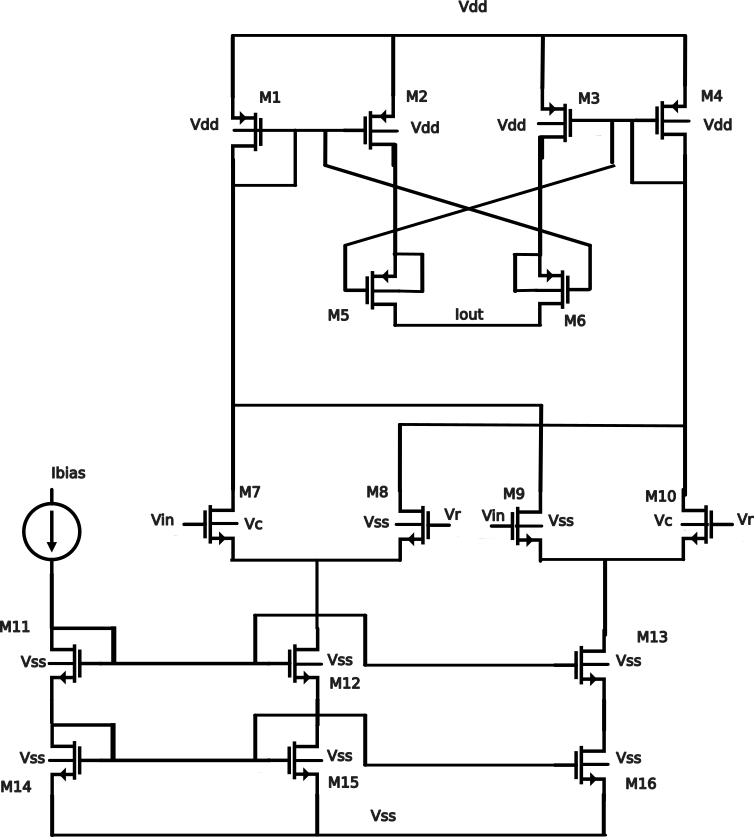 Vdd
M1
M2
M3
M4
Vdd
Vdd
Vdd
Vdd
M5
Iout
M6
Ibias
M7
M8
M9
M10
Vin
Vc
Vss
Vr
Vin
Vss
Vc
Vr
M11
M13
Vss
Vss
Vss
M12
Vss
Vss
Vss
M14
M15
M16
Vss